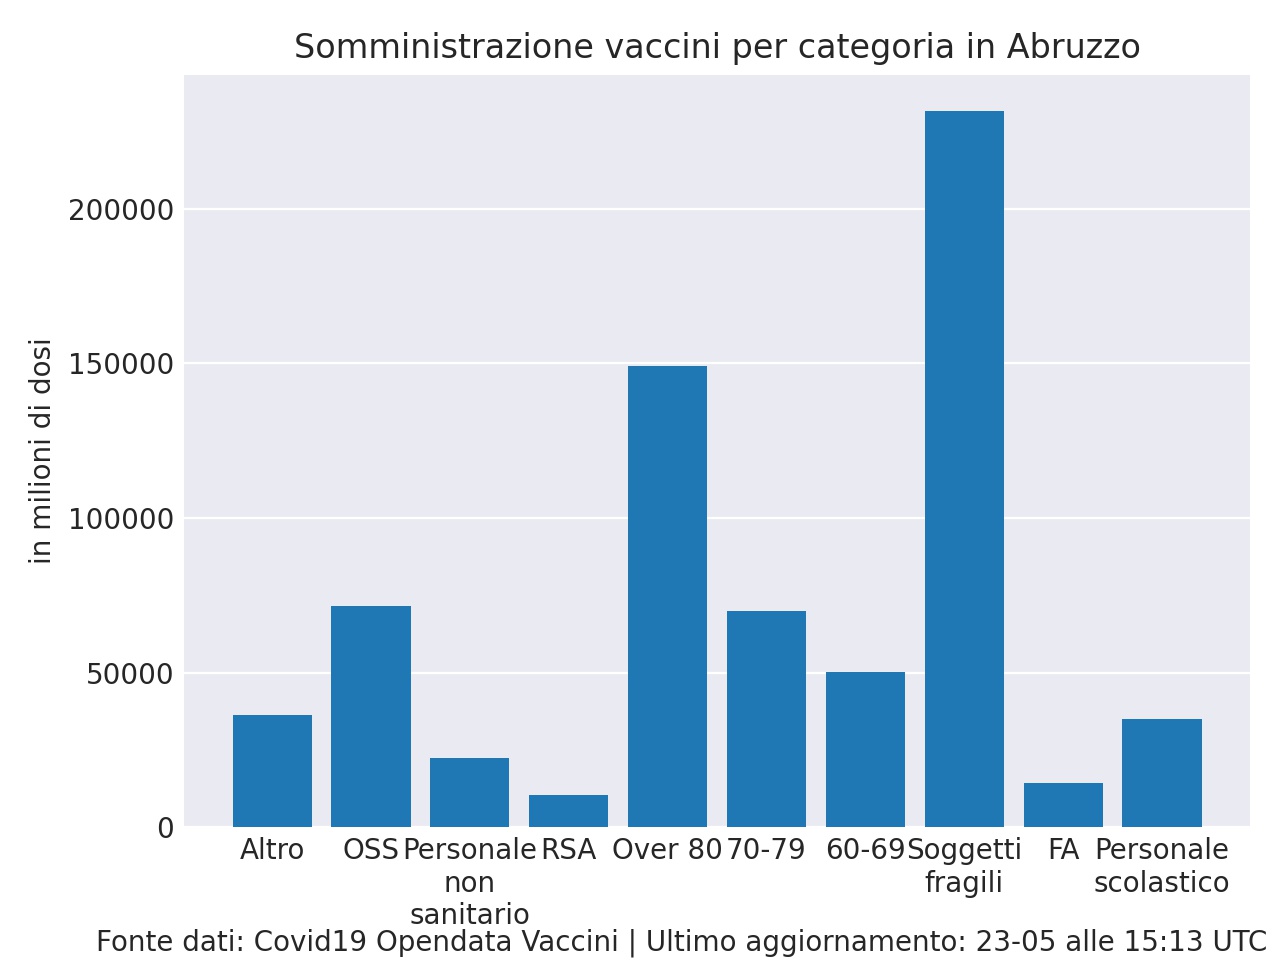 Somministrazione vaccini per categoria in Abruzzo
in milioni di dosi
200000
150000
100000
50000
0
Altro
OSS
Personale
non
sanitario
RSA
Over 80
70-79
60-69
Soggetti
fragili
FA
Personale
scolastico
Fonte dati: Covid19 Opendata Vaccini | Ultimo aggiornamento: 23-05 alle 15:13 UTC